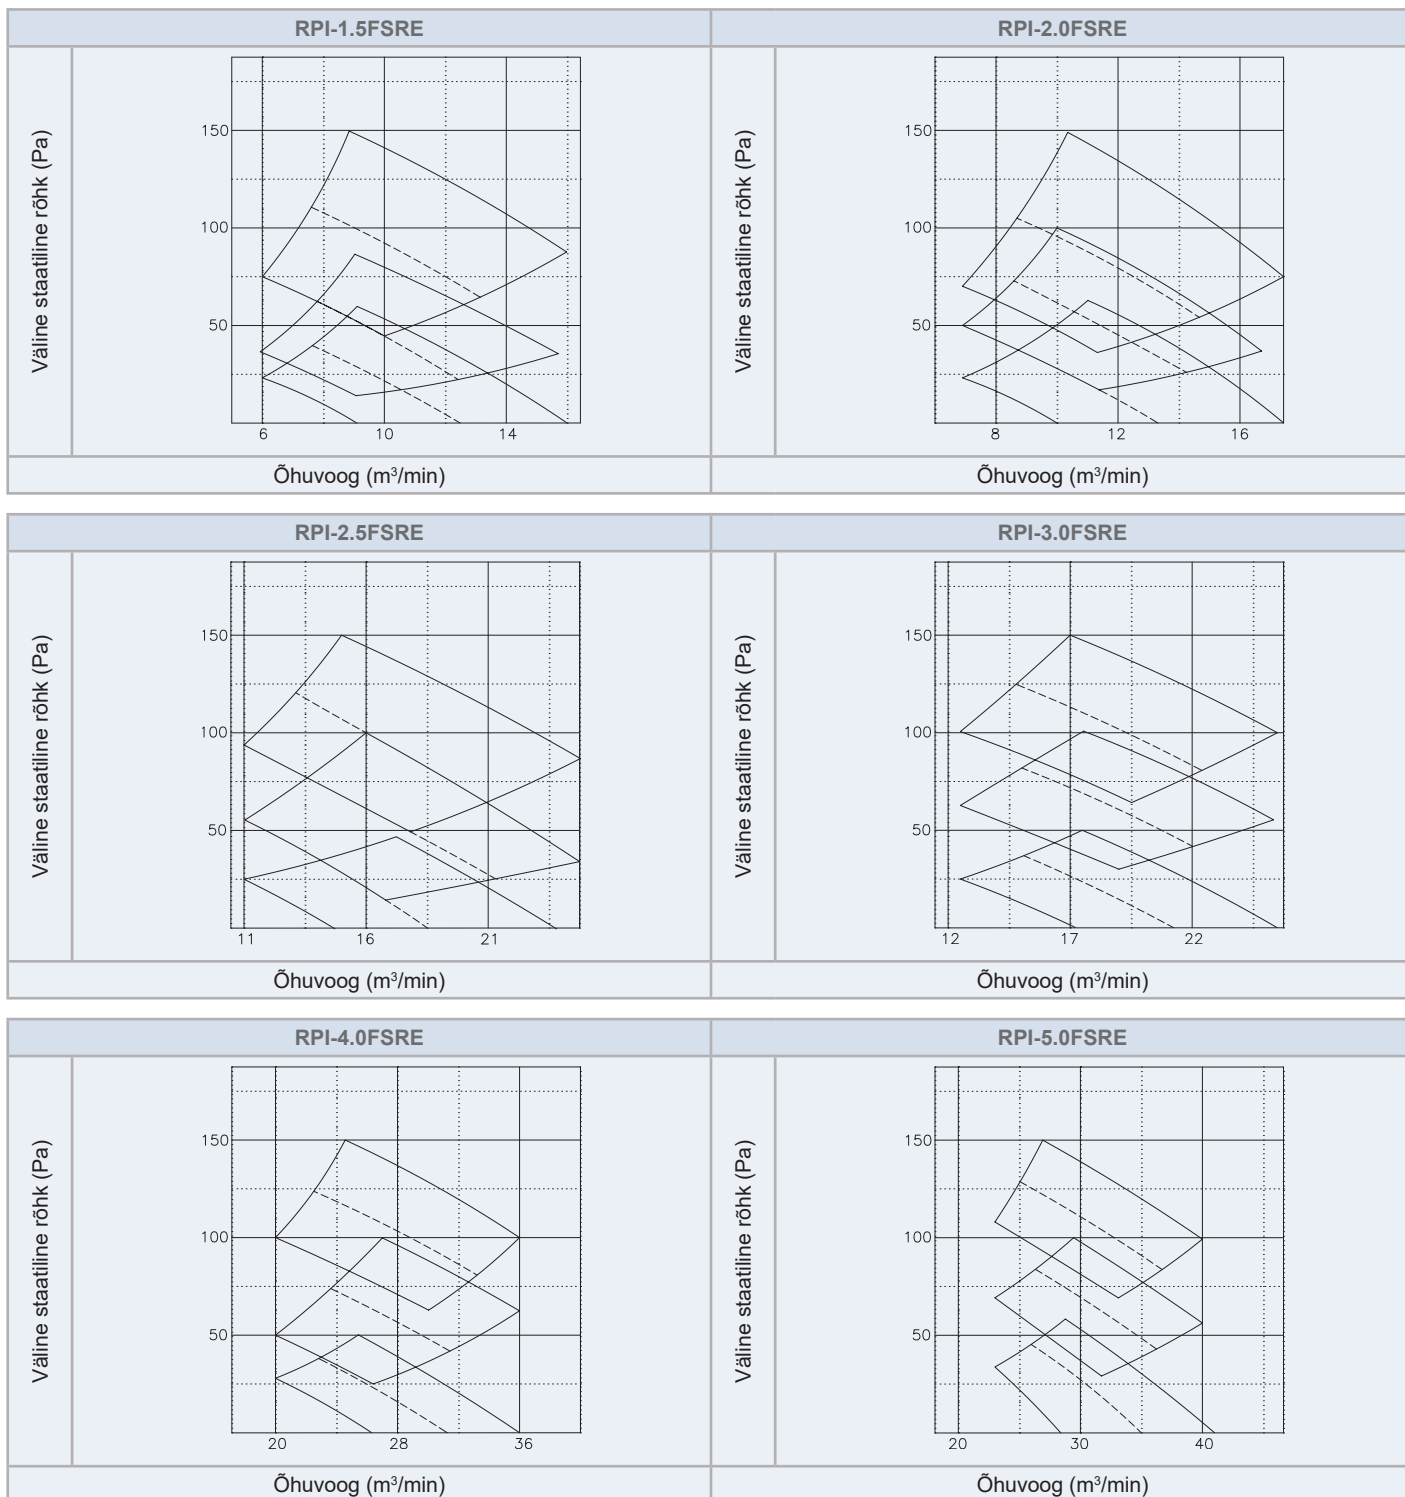 RPI-1.5FSRE
RPI-2.0FSRE
Väline staatiline rõhk (Pa)
150
100
50
6 10 14
Väline staatiline rõhk (Pa)
150
100
50
8 12 16
Õhuvoog (m³/min)
Õhuvoog (m³/min)
RPI-2.5FSRE
RPI-3.0FSRE
Väline staatiline rõhk (Pa)
150
100
50
11 16 21
Väline staatiline rõhk (Pa)
150
100
50
12 17 22
Õhuvoog (m³/min)
Õhuvoog (m³/min)
RPI-4.0FSRE
RPI-5.0FSRE
Väline staatiline rõhk (Pa)
150
100
50
20 28 36
Väline staatiline rõhk (Pa)
150
100
50
20 30 40
Õhuvoog (m³/min)
Õhuvoog (m³/min)